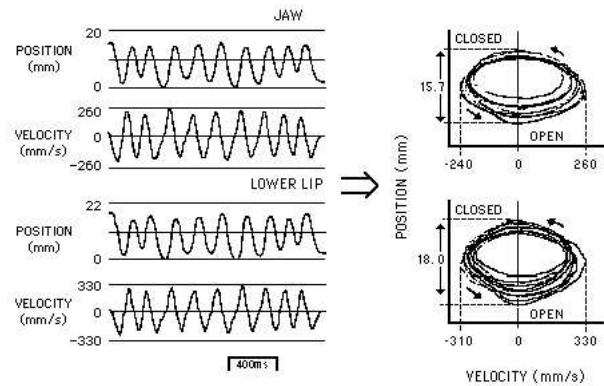 JAW
20
POSITION
(mm)
0
260
VELOCITY
0
(mm/s)
-260
LOWER LIP
22
POSITION
(mm)
0
330
VELOCITY
0
(mm/s)
-330
400ms
CLOSED
15.7
OPEN
-240 0 260
POSITION (mm)
CLOSED
18.0
OPEN
-310 0 330
VELOCITY (mm/s)